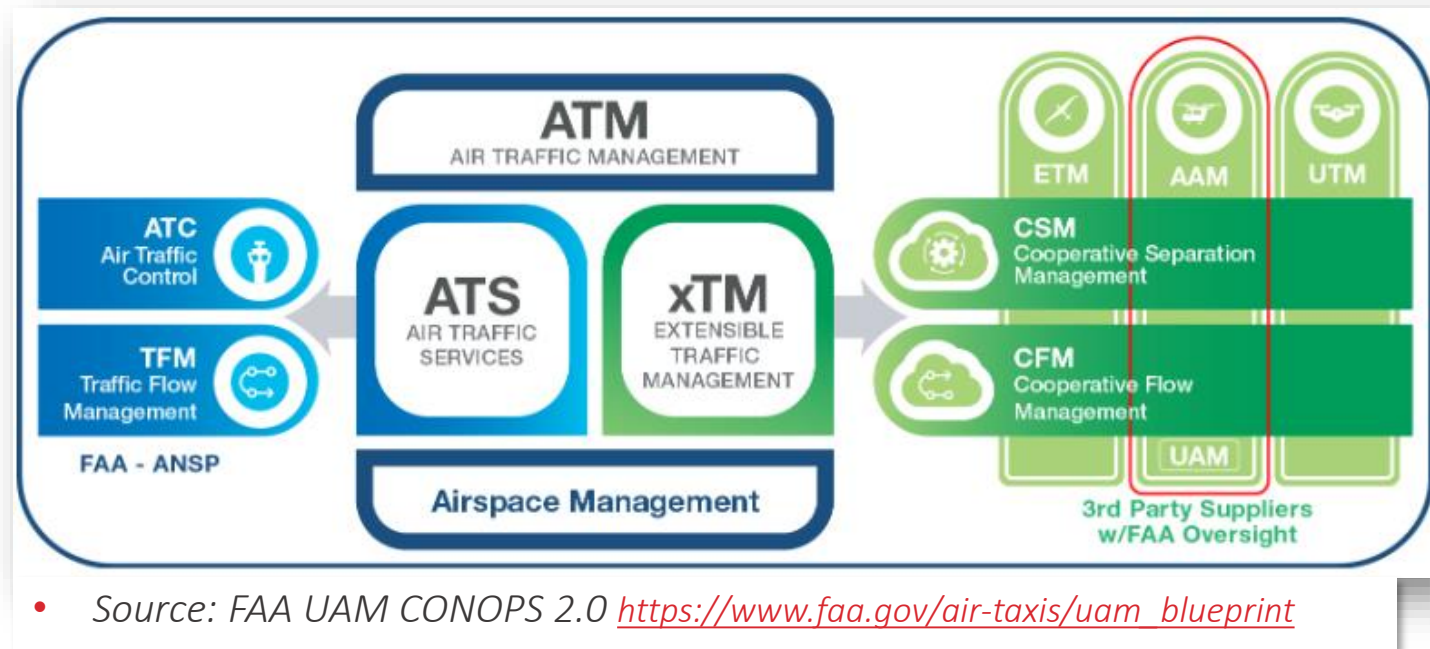 ATM
AIR TRAFFIC MANAGEMENT
ATC
Air Traffic
Control
TFM
Traffic Flow
Management
FAA - ANSP
ATS
AIR TRAFFIC
SERVICES
xTM
EXTENSIBLE
TRAFFIC
MANAGEMENT
Airspace Management
ETM
AAM
UTM
CSM
Cooperative Separation
Management
CFM
Cooperative Flow
Management
UAM
3rd Party Suppliers
w/FAA Oversight
• Source: FAA UAM CONOPS 2.0 https://www.faa.gov/air-taxis/uam_blueprint